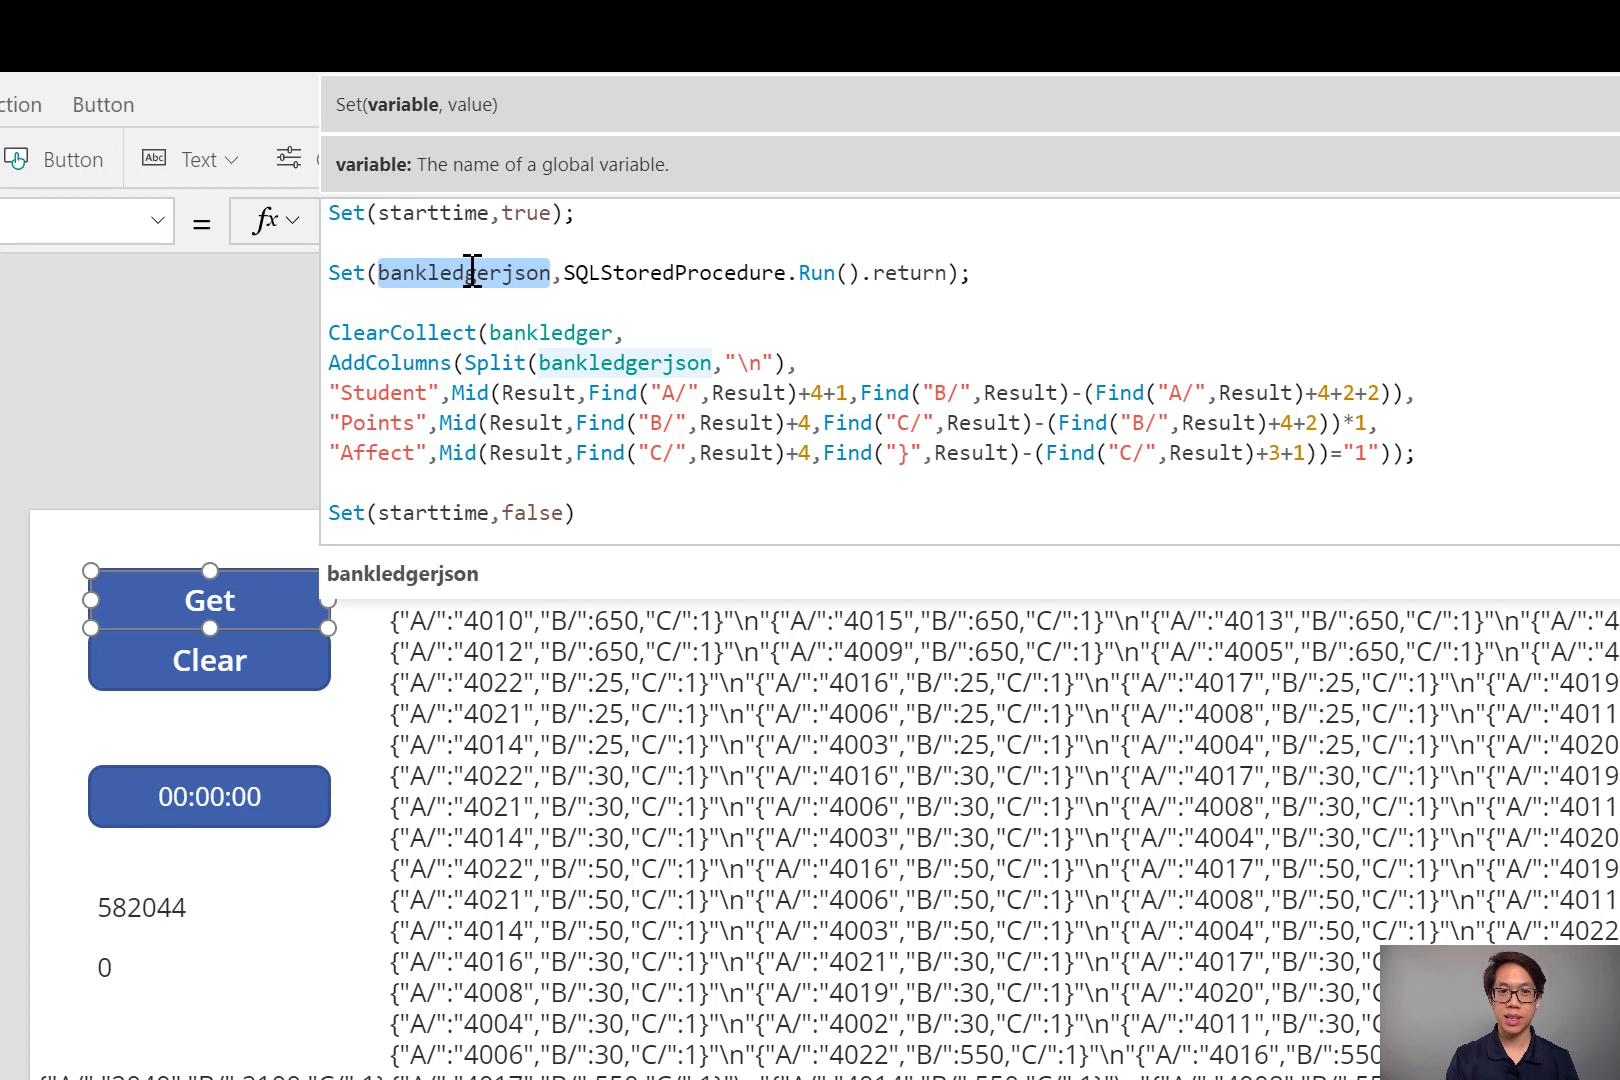 ction Button
Set(variable, value)
Button Abc Text
variable: The name of a global variable.
= fx
Set(starttime,true);
Set(bankledgerjson,SQLStoredProcedure.Run().return);
ClearCollect(bankledger,
AddColumns(Split(bankledgerjson,"\n"),
"Student",Mid(Result,Find("A/",Result)+4+1,Find("B/",Result)-(Find("A/",Result)+4+2+2)),
"Points",Mid(Result,Find("B/",Result)+4,Find("C/",Result)-(Find("B/",Result)+4+2))*1,
"Affect",Mid(Result,Find("C/",Result)+4,Find("}",Result)-(Find("C/",Result)+3+1))="1"));
Set(starttime,false)
bankledgerjson
Get
Clear
00:00:00
582044
0
{"A/":"4010","B/":650,"C/":1}"\n"{"A/":"4015","B/":650,"C/":1}"\n"{"A/":"4013","B/":650,"C/":1}"\n"{"A/":"4
{"A/":"4012","B/":650,"C/":1}"\n"{"A/":"4009","B/":650,"C/":1}"\n"{"A/":"4005","B/":650,"C/":1}"\n"{"A/":"4
{"A/":"4022","B/":25,"C/":1}"\n"{"A/":"4016","B/":25,"C/":1}"\n"{"A/":"4017","B/":25,"C/":1}"\n"{"A/":"4019
{"A/":"4021","B/":25,"C/":1}"\n"{"A/":"4006","B/":25,"C/":1}"\n"{"A/":"4008","B/":25,"C/":1}"\n"{"A/":"4011
{"A/":"4014","B/":25,"C/":1}"\n"{"A/":"4003","B/":25,"C/":1}"\n"{"A/":"4004","B/":25,"C/":1}"\n"{"A/":"4020
{"A/":"4022","B/":30,"C/":1}"\n"{"A/":"4016","B/":30,"C/":1}"\n"{"A/":"4017","B/":30,"C/":1}"\n"{"A/":"4019
{"A/":"4021","B/":30,"C/":1}"\n"{"A/":"4006","B/":30,"C/":1}"\n"{"A/":"4008","B/":30,"C/":1}"\n"{"A/":"4011
{"A/":"4014","B/":30,"C/":1}"\n"{"A/":"4003","B/":30,"C/":1}"\n"{"A/":"4004","B/":30,"C/":1}"\n"{"A/":"4020
{"A/":"4022","B/":50,"C/":1}"\n"{"A/":"4016","B/":50,"C/":1}"\n"{"A/":"4017","B/":50,"C/":1}"\n"{"A/":"4019
{"A/":"4021","B/":50,"C/":1}"\n"{"A/":"4006","B/":50,"C/":1}"\n"{"A/":"4008","B/":50,"C/":1}"\n"{"A/":"4011
{"A/":"4014","B/":50,"C/":1}"\n"{"A/":"4003","B/":50,"C/":1}"\n"{"A/":"4004","B/":50,"C/":1}"\n"{"A/":"4022
{"A/":"4016","B/":30,"C/":1}"\n"{"A/":"4021","B/":30,"C/":1}"\n"{"A/":"4017","B/":30,"C
{"A/":"4008","B/":30,"C/":1}"\n"{"A/":"4019","B/":30,"C/":1}"\n"{"A/":"4020","B/":30,"C
{"A/":"4004","B/":30,"C/":1}"\n"{"A/":"4002","B/":30,"C/":1}"\n"{"A/":"4011","B/":30,"C
{"A/":"4006","B/":30,"C/":1}"\n"{"A/":"4022","B/":550,"C/":1}"\n"{"A/":"4016","B/":550